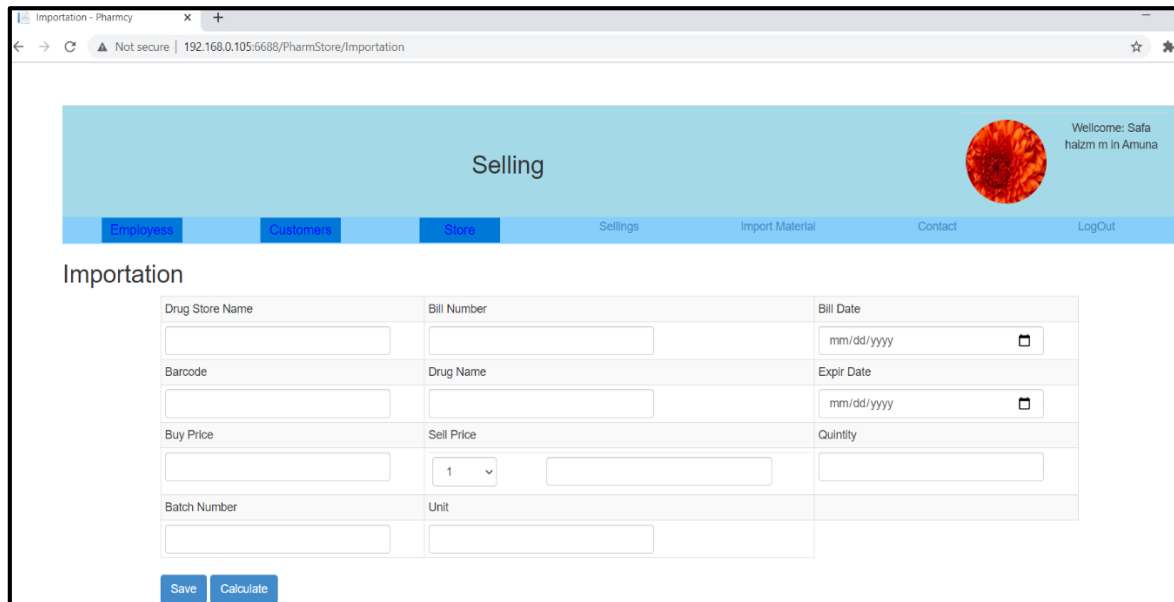 Importation - Pharmcy
Not secure | 192.168.0.105:6688/PharmStore/Importation
Wellcome: Safa
haizm m in Amuna
Selling
Employess Customers Store Sellings Import Material Contact LogOut
Importation
Drug Store Name Bill Number Bill Date
mm/dd/yyyy
Barcode Drug Name Expir Date
mm/dd/yyyy
Buy Price Sell Price Quintity
1
Batch Number Unit
Save Calculate